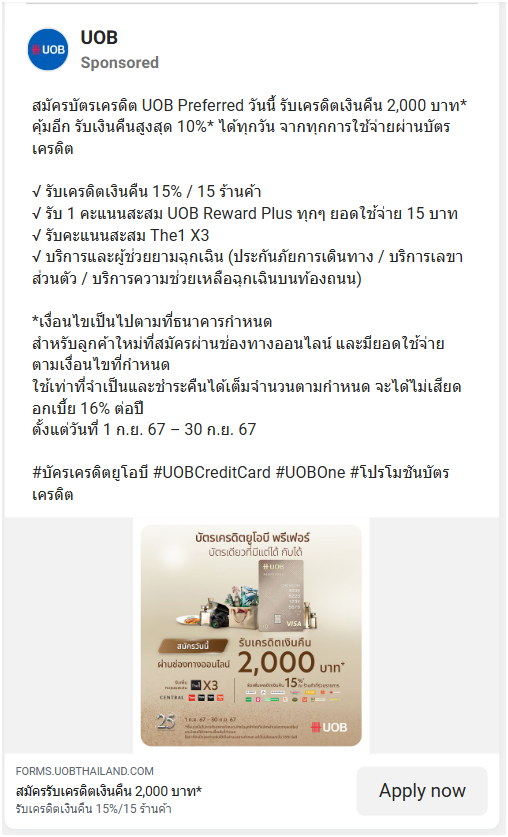 UOB
UOB
Sponsored
สมัครบัตรเครดิต UOB Preferred วันนี้ รับเครดิตเงินคืน 2,000 บาท*
คุ้มอีก รับเงินคืนสูงสุด 10%* ได้ทุกวัน จากทุกการใช้จ่ายผ่านบัตร
เครดิต
√ รับเครดิตเงินคืน 15% / 15 ร้านค้า
√ รับ 1 คะแนนสะสม UOB Reward Plus ทุกๆ ยอดใช้จ่าย 15 บาท
√ รับคะแนนสะสม The1 X3
√ บริการและผู้ช่วยยามฉุกเฉิน (ประกันภัยการเดินทาง / บริการเลขา
ส่วนตัว / บริการความช่วยเหลือฉุกเฉินบนท้องถนน)
*เงื่อนไขเป็นไปตามที่ธนาคารกำหนด
สำหรับลูกค้าใหม่ที่สมัครผ่านช่องทางออนไลน์ และมียอดใช้จ่าย
ตามเงื่อนไขที่กำหนด
ใช้เท่าที่จำเป็นและชำระคืนได้เต็มจำนวนตามกำหนด จะได้ไม่เสียด
อกเบี้ย 16% ต่อปี
ตั้งแต่วันที่ 1 ก.ย. 67 – 30 ก.ย. 67
#บัครเครดิตยูโอบี #UOBCreditCard #UOBOne #โปรโมชันบัตร
เครดิต
บัตรเครดิตยูโอบี พรีเฟอร์
บัตรเดียวที่มีแต่ได้ กับได้
UOB
VISA
สมัครวันนี้
ผ่านช่องทางออนไลน์
รับเครดิตเงินคืน
2,000 บาท*
X3
CENTRAL
15%
25
1 ก.ย. 67 - 30 ก.ย. 67
UOB
FORMS.UOBTHAILAND.COM
สมัครรับเครดิตเงินคืน 2,000 บาท*
รับเครดิตเงินคืน 15%/15 ร้านค้า
Apply now